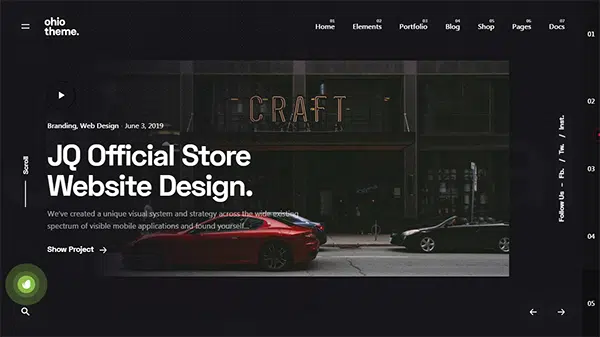 ohio
theme.
01 02 03 04 05 06 07
Home Elements Portfolio Blog Shop Pages Docs
01
02
03
04
05
CRAFT
Branding, Web Design · June 3, 2019
JQ Official Store
Website Design.
We've created a unique visual system and strategy across the wide existing
spectrum of visible mobile applications and found yourself...
Show Project →
Scroll
Follow Us – Fb. / Tw. / Inst.